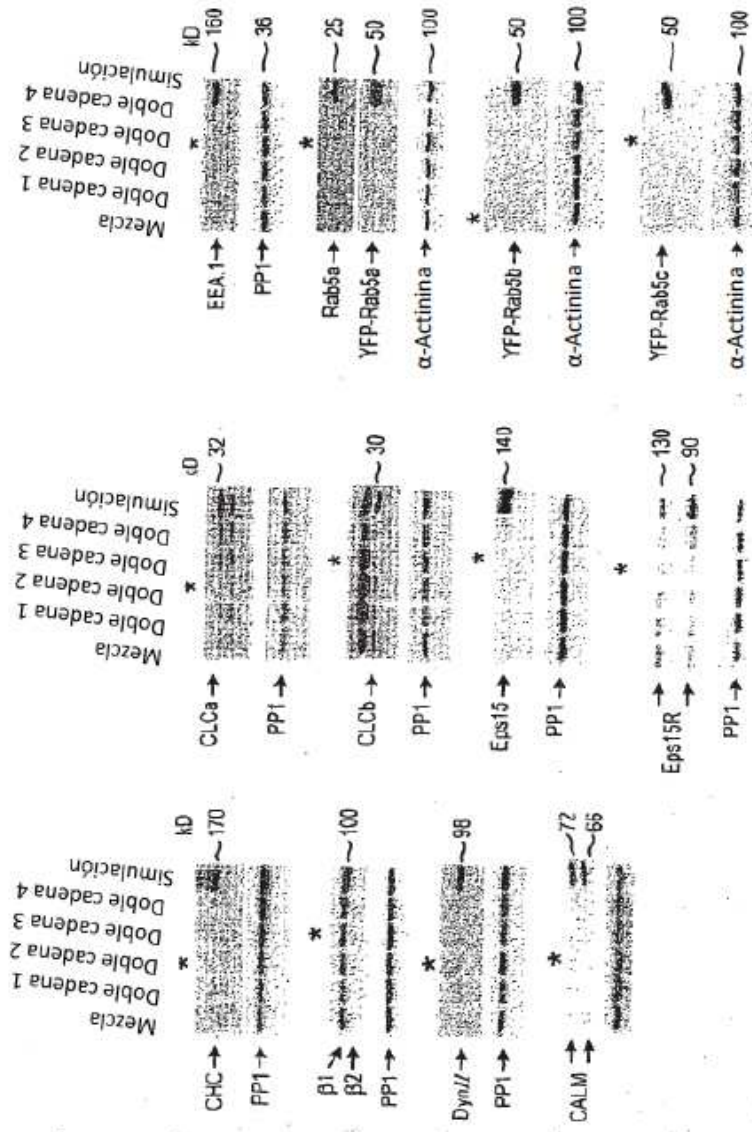 Mezcla
Doble cadena 1
Doble cadena 2
Doble cadena 3
Doble cadena 4
Simulación
kD
*
CHC → ~170
PP1 →
*
β1 ~100
β2
PP1 →
*
DynII → ~98
PP1 →
*
CALM → ~72
→ ~66
Mezcla
Doble cadena 1
Doble cadena 2
Doble cadena 3
Doble cadena 4
Simulación
kD
*
CLCa → ~32
PP1 →
*
CLCb → ~30
PP1 →
*
Eps15 → ~140
PP1 →
*
Eps15R → ~130
→ ~90
PP1 →
Mezcla
Doble cadena 1
Doble cadena 2
Doble cadena 3
Doble cadena 4
Simulación
kD
*
EEA.1 → ~160
PP1 → ~36
*
Rab5a → ~25
YFP-Rab5a → ~50
α-Actinina → ~100
*
YFP-Rab5b → ~50
α-Actinina → ~100
*
YFP-Rab5c → ~50
α-Actinina → ~100